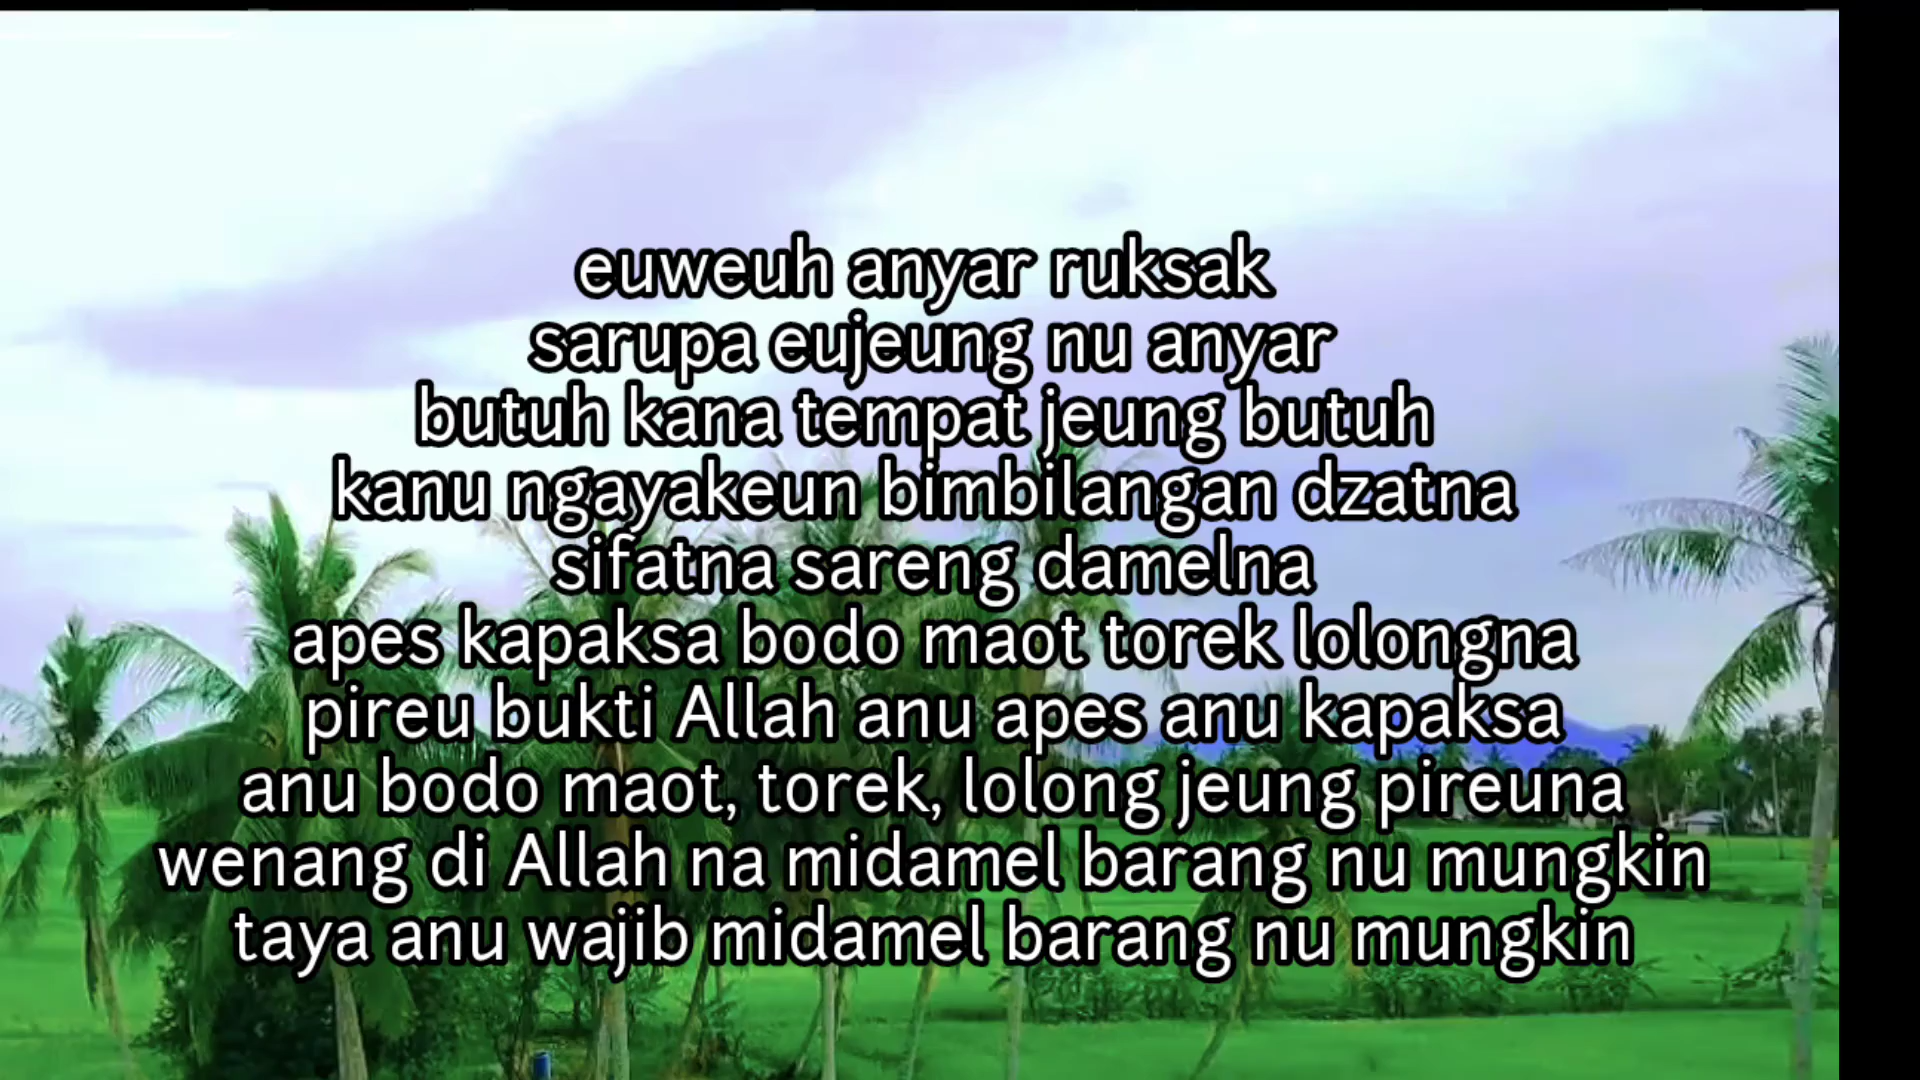 euweuh anyar ruksak
sarupa eujeung nu anyar
butuh kana tempat jeung butuh
kanu ngayakeun bimbilangan dzatna
sifatna sareng damelna
apes kapaksa bodo maot torek lolongna
pireu bukti Allah anu apes anu kapaksa
anu bodo maot, torek, lolong jeung pireuna
wenang di Allah na midamel barang nu mungkin
taya anu wajib midamel barang nu mungkin